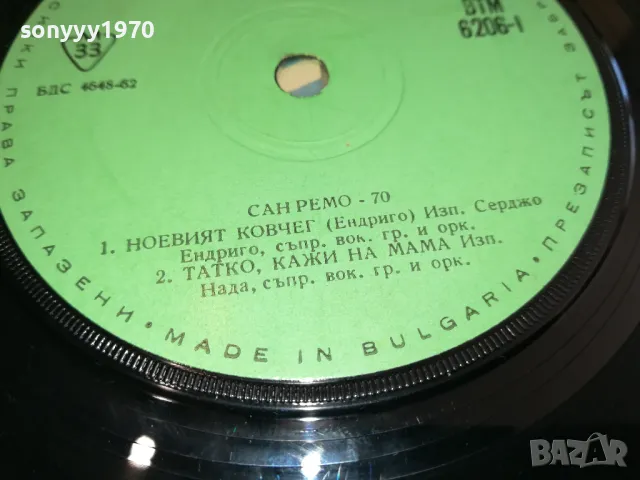 sonyyy1970
33
ВТМ
6206-I
БДС 4648-62
САН РЕМО - 70
1. НОЕВИЯТ КОВЧЕГ (Ендриго) Изп. Серджо
Ендриго, съпр. вок. гр. и орк.
2. ТАТКО, КАЖИ НА МАМА Изп.
Нада, съпр. вок. гр. и орк.
ПРАВА ЗАПАЗЕНИ • MADE IN BULGARIA • ПРЕЗАПИСЪТ
BAZAR
bg